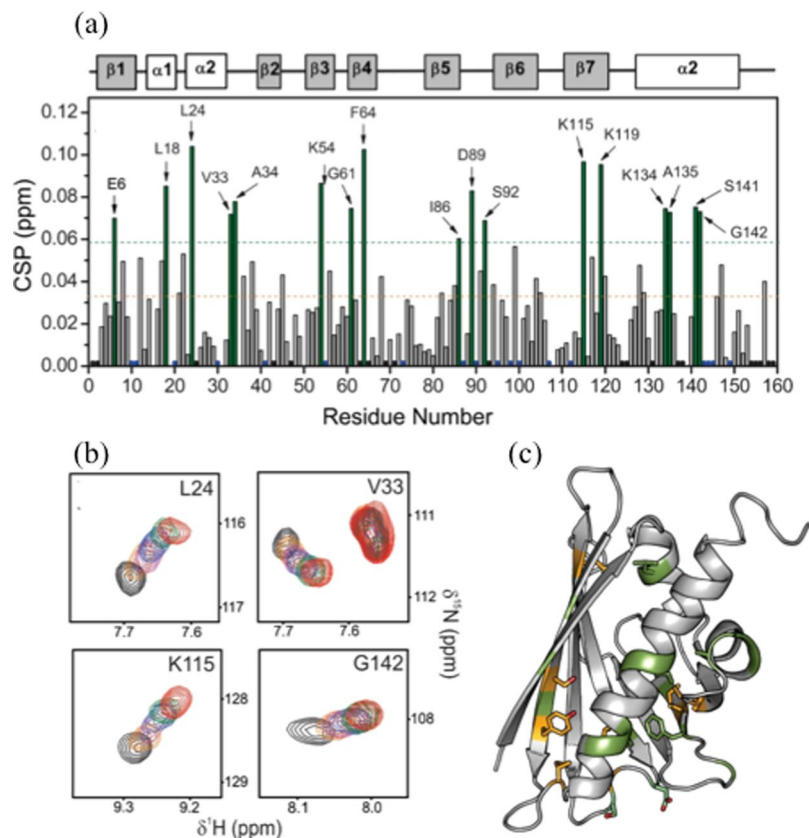 (a)
β1 α1 α2 β2 β3 β4 β5 β6 β7 α2
0.12
0.10
0.08
0.06
0.04
0.02
0.00
CSP (ppm)
E6
L18
L24
V33
A34
K54
G61
F64
I86
D89
S92
K115
K119
K134
A135
S141
G142
0 10 20 30 40 50 60 70 80 90 100 110 120 130 140 150 160
Residue Number
(b)
L24
116
117
7.7 7.6
V33
111
112
7.7 7.6
K115
128
129
9.3 9.2
G142
108
8.1 8.0
δ¹H (ppm)
δ¹⁵N (ppm)
(c)